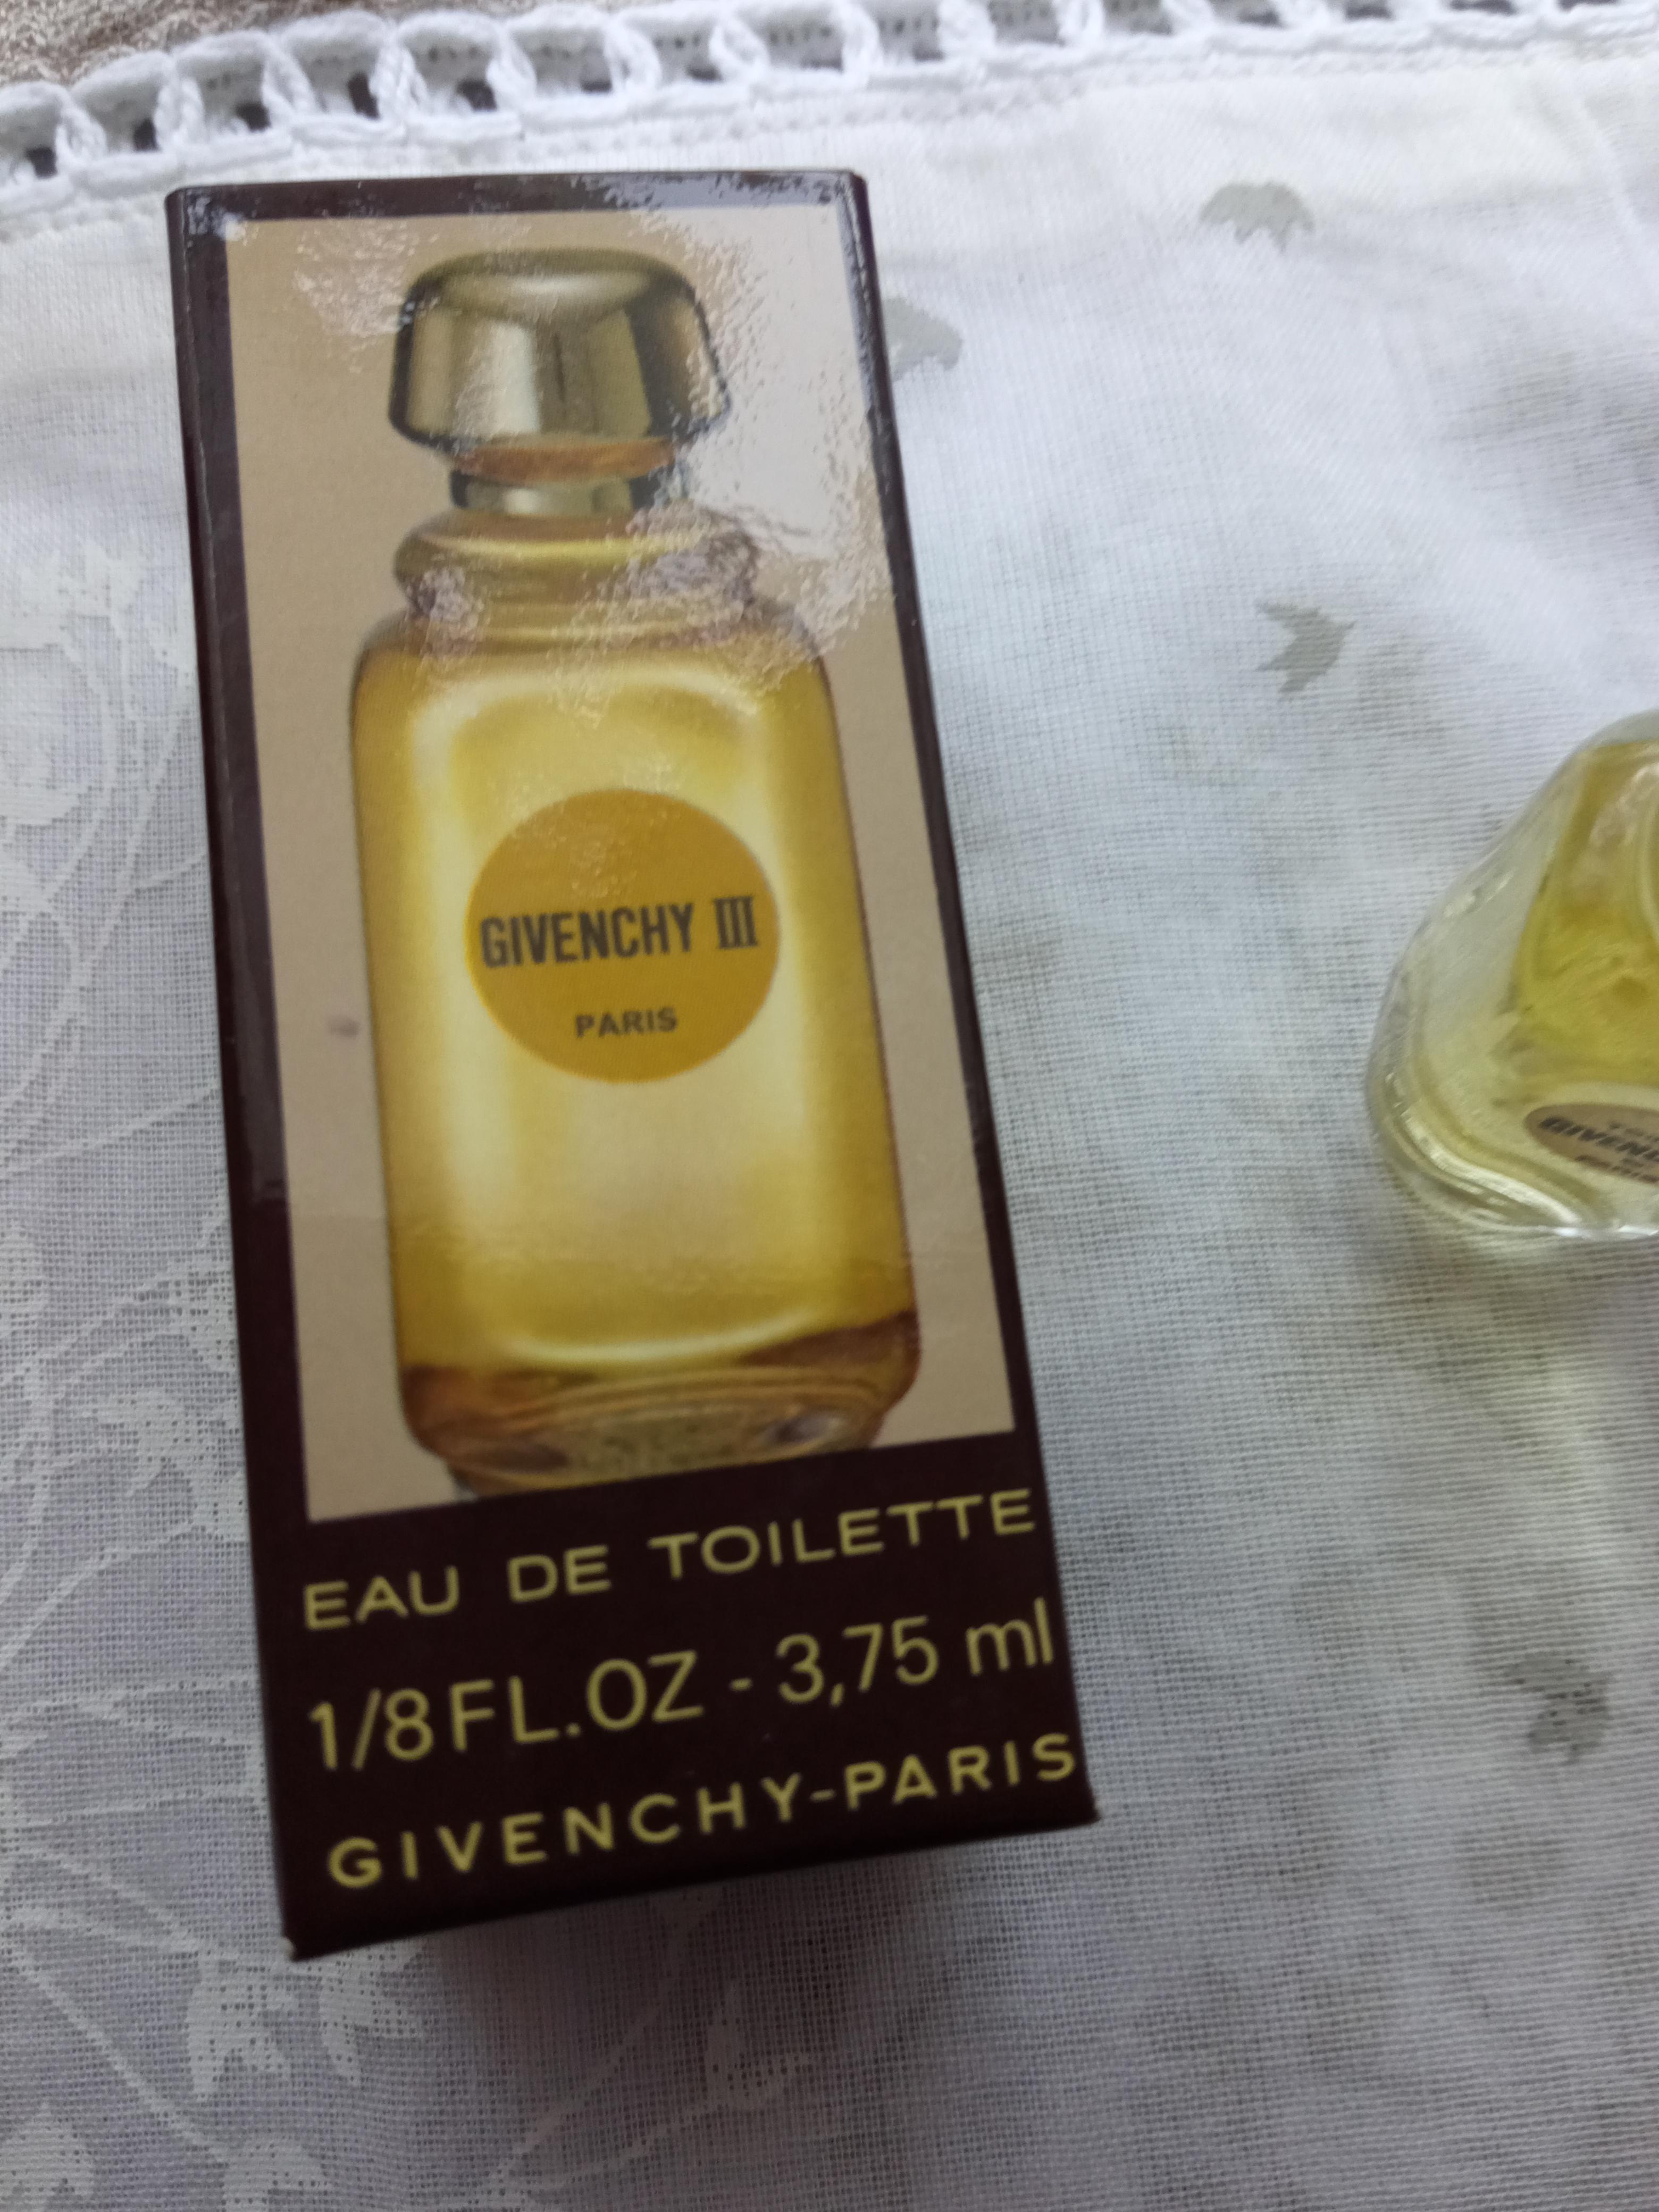 GIVENCHY III
PARIS
EAU DE TOILETTE
1/8 FL.OZ - 3,75 ml
GIVENCHY-PARIS